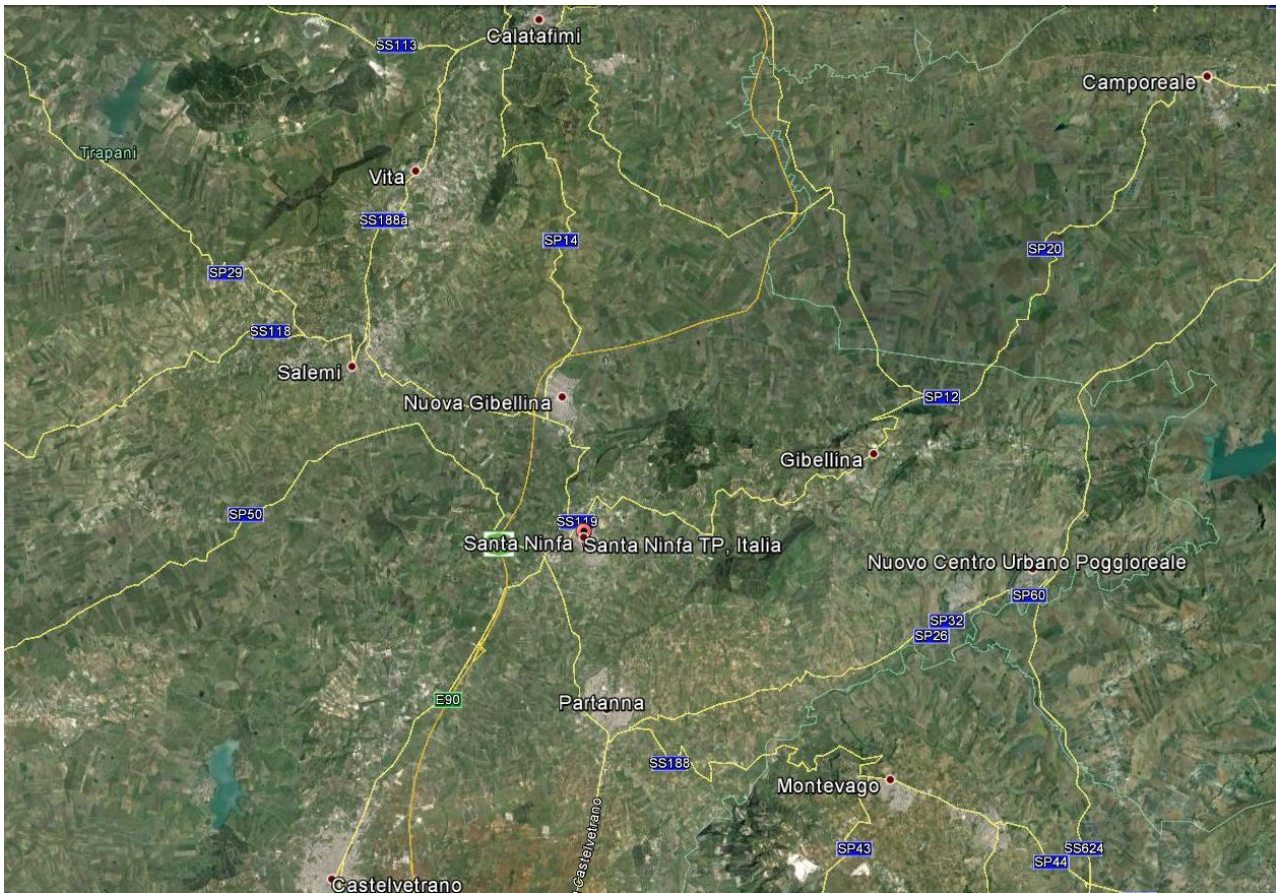 Calatafimi
SS113
Camporeale
Trapani
Vita
SS188a
SP14
SP20
SP29
SS118
Salemi
Nuova Gibellina
SP12
Gibellina
SP50
SS119
Santa Ninfa
Santa Ninfa TP, Italia
Nuovo Centro Urbano Poggioreale
SP60
SP32
SP26
E90
Partanna
SS188
Montevago
-Castelvetrano
SP43
SP44
SS624
Castelvetrano